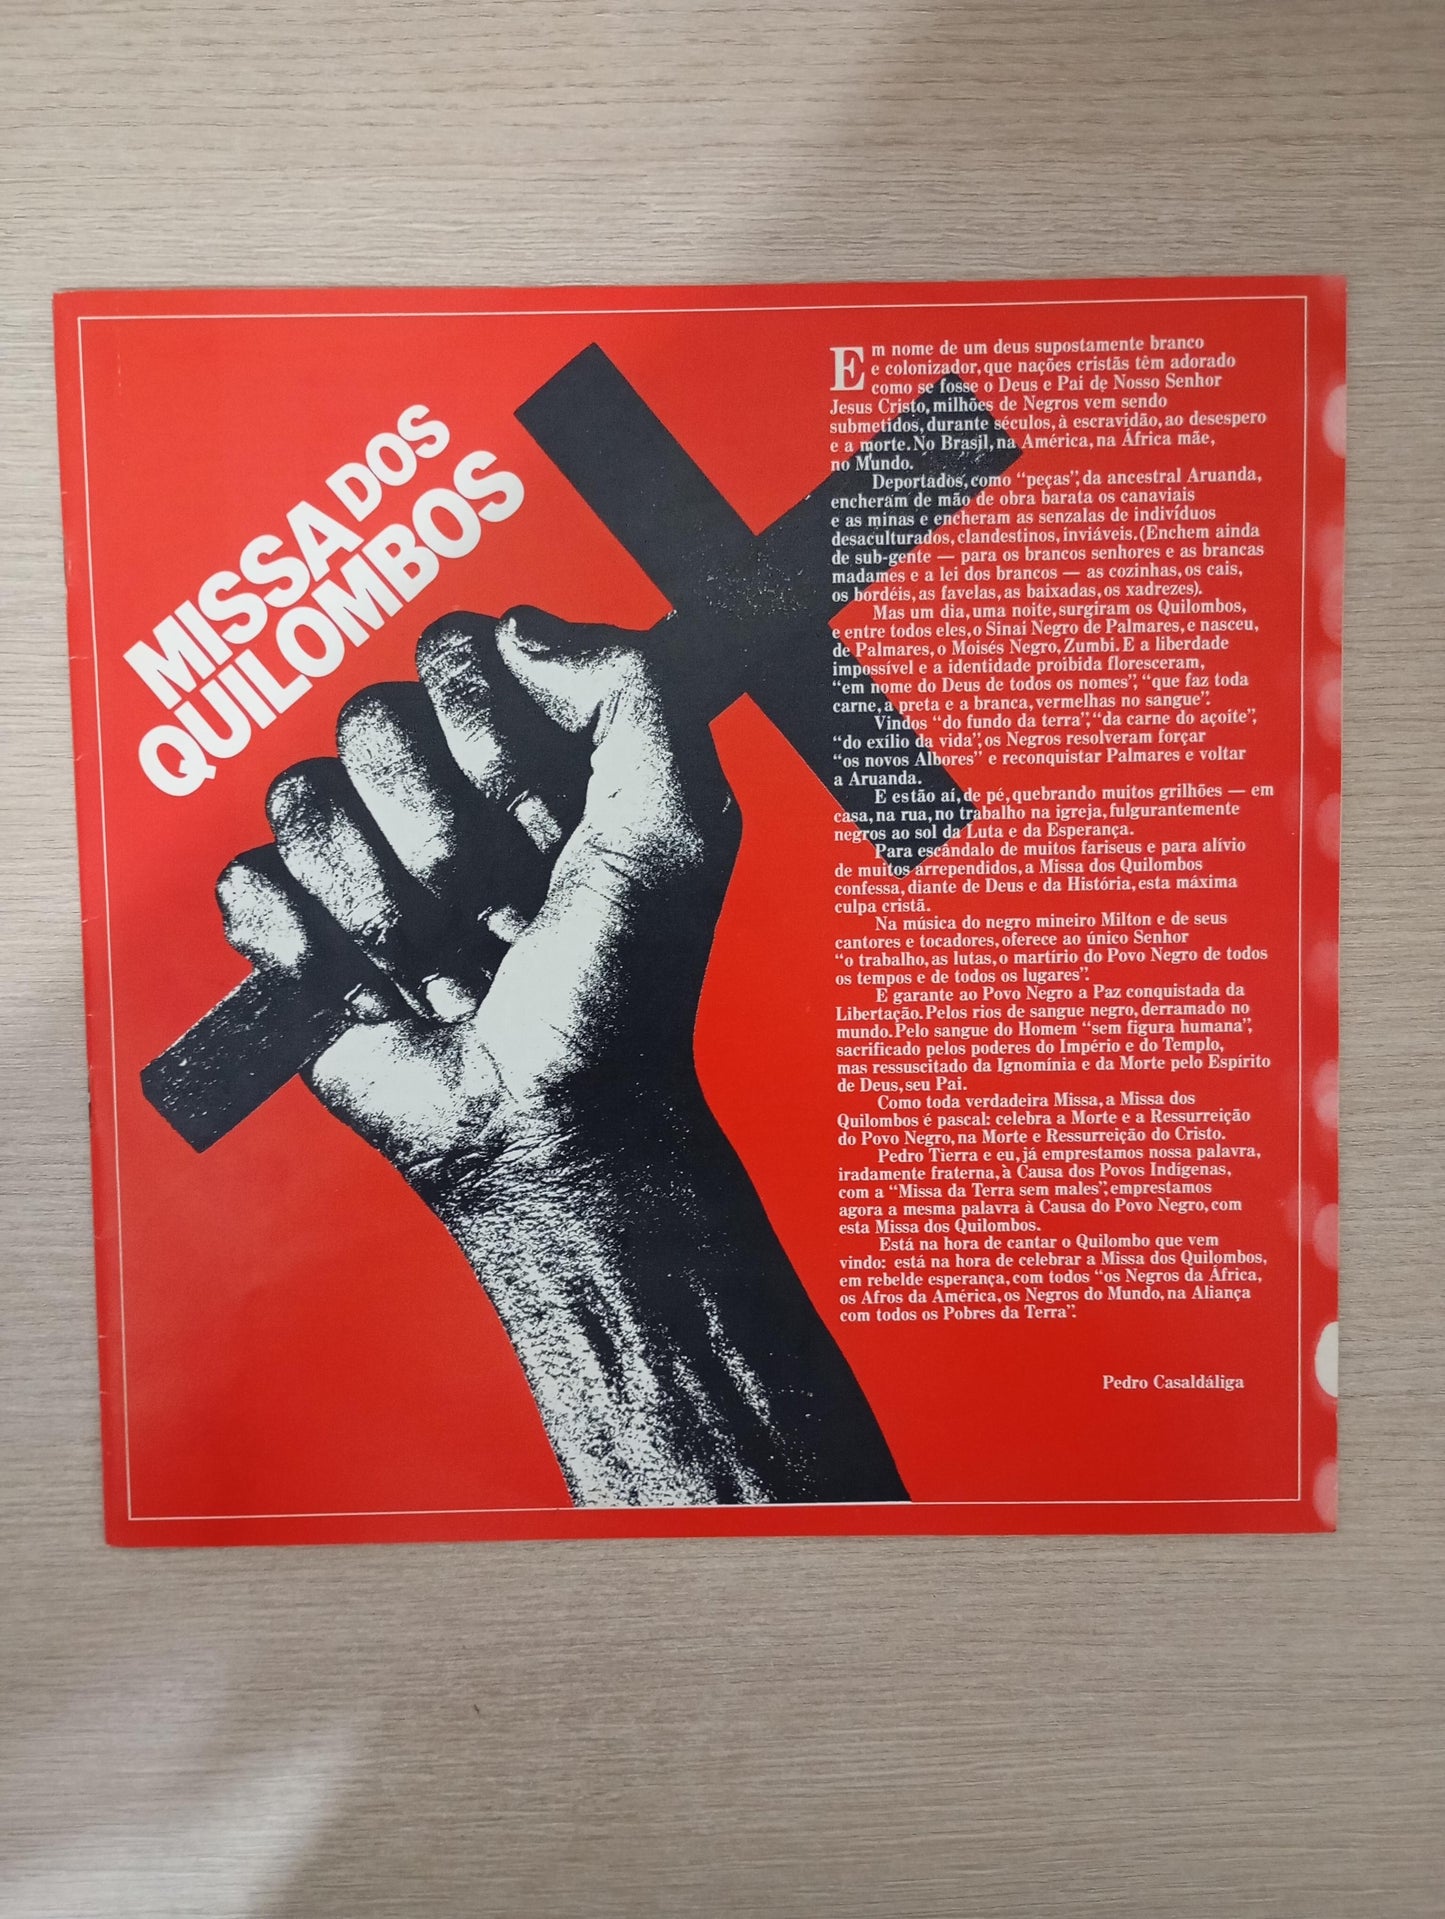 MISSA DOS
QUILOMBOS
Em nome de um deus supostamente branco
e colonizador, que nações cristãs têm adorado
como se fosse o Deus e Pai de Nosso Senhor
Jesus Cristo, milhões de Negros vem sendo
submetidos, durante séculos, à escravidão, ao desespero
e a morte. No Brasil, na América, na África mãe,
no Mundo.
Deportados, como “peças”, da ancestral Aruanda,
encheram de mão de obra barata os canaviais
e as minas e encheram as senzalas de indivíduos
desaculturados, clandestinos, inviáveis. (Enchem ainda
de sub-gente — para os brancos senhores e as brancas
madames e a lei dos brancos — as cozinhas, os cais,
os bordéis, as favelas, as baixadas, os xadrezes).
Mas um dia, uma noite, surgíram os Quilombos,
e entre todos eles, o Sinai Negro de Palmares, e nasceu,
de Palmares, o Moisés Negro, Zumbi. E a liberdade
impossível e a identidade proibida floresceram,
“em nome do Deus de todos os nomes”, “que faz toda
carne, a preta e a branca, vermelhas no sangue”.
Vindos “do fundo da terra”, “da carne do açoite”,
“do exílio da vida”, os Negros resolveram forçar
“os novos Albores” e reconquistar Palmares e voltar
a Aruanda.
E estão aí, de pé, quebrando muitos grilhões — em
casa, na rua, no trabalho na igreja, fulgurantemente
negros ao sol da Luta e da Esperança.
Para escândalo de muitos fariseus e para alívio
de muitos arrependidos, a Missa dos Quilombos
confessa, diante de Deus e da História, esta máxima
culpa cristã.
Na música do negro mineiro Milton e de seus
cantores e tocadores, oferece ao único Senhor
“o trabalho, as lutas, o martírio do Povo Negro de todos
os tempos e de todos os lugares”.
E garante ao Povo Negro a Paz conquistada da
Libertação. Pelos rios de sangue negro, derramado no
mundo. Pelo sangue do Homem “sem figura humana”,
sacrificado pelos poderes do Império e do Templo,
mas ressuscitado da Ignomínia e da Morte pelo Espírito
de Deus, seu Pai.
Como toda verdadeira Missa, a Missa dos
Quilombos é pascal: celebra a Morte e a Ressurreição
do Povo Negro, na Morte e Ressurreição do Cristo.
Pedro Tierra e eu, já emprestamos nossa palavra,
iradamente fraterna, à Causa dos Povos Indígenas,
com a “Missa da Terra sem males”, emprestamos
agora a mesma palavra à Causa do Povo Negro, com
esta Missa dos Quilombos.
Está na hora de cantar o Quilombo que vem
vindo: está na hora de celebrar a Missa dos Quilombos,
em rebelde esperança, com todos “os Negros da África,
os Afros da América, os Negros do Mundo, na Aliança
com todos os Pobres da Terra”.
Pedro Casaldáliga